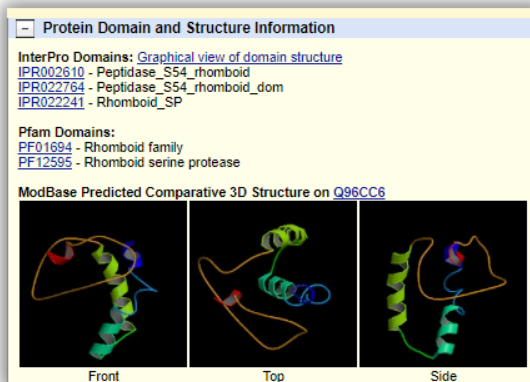 Protein Domain and Structure Information
InterPro Domains: Graphical view of domain structure
IPR002610 - Peptidase_S54_rhomboid
IPR022764 - Peptidase_S54_rhomboid_dom
IPR022241 - Rhomboid_SP
Pfam Domains:
PF01694 - Rhomboid family
PF12595 - Rhomboid serine protease
ModBase Predicted Comparative 3D Structure on Q96CC6
Front Top Side